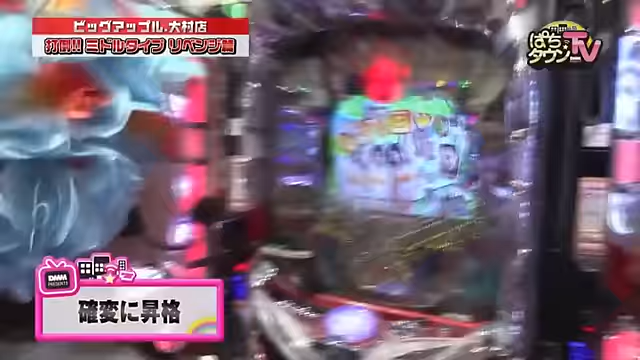 ビッグアップル.大村店
打開!! ミドルタイプ リベンジ編
ぱち
タウンTV
DMM
PRESENTS
確変に昇格